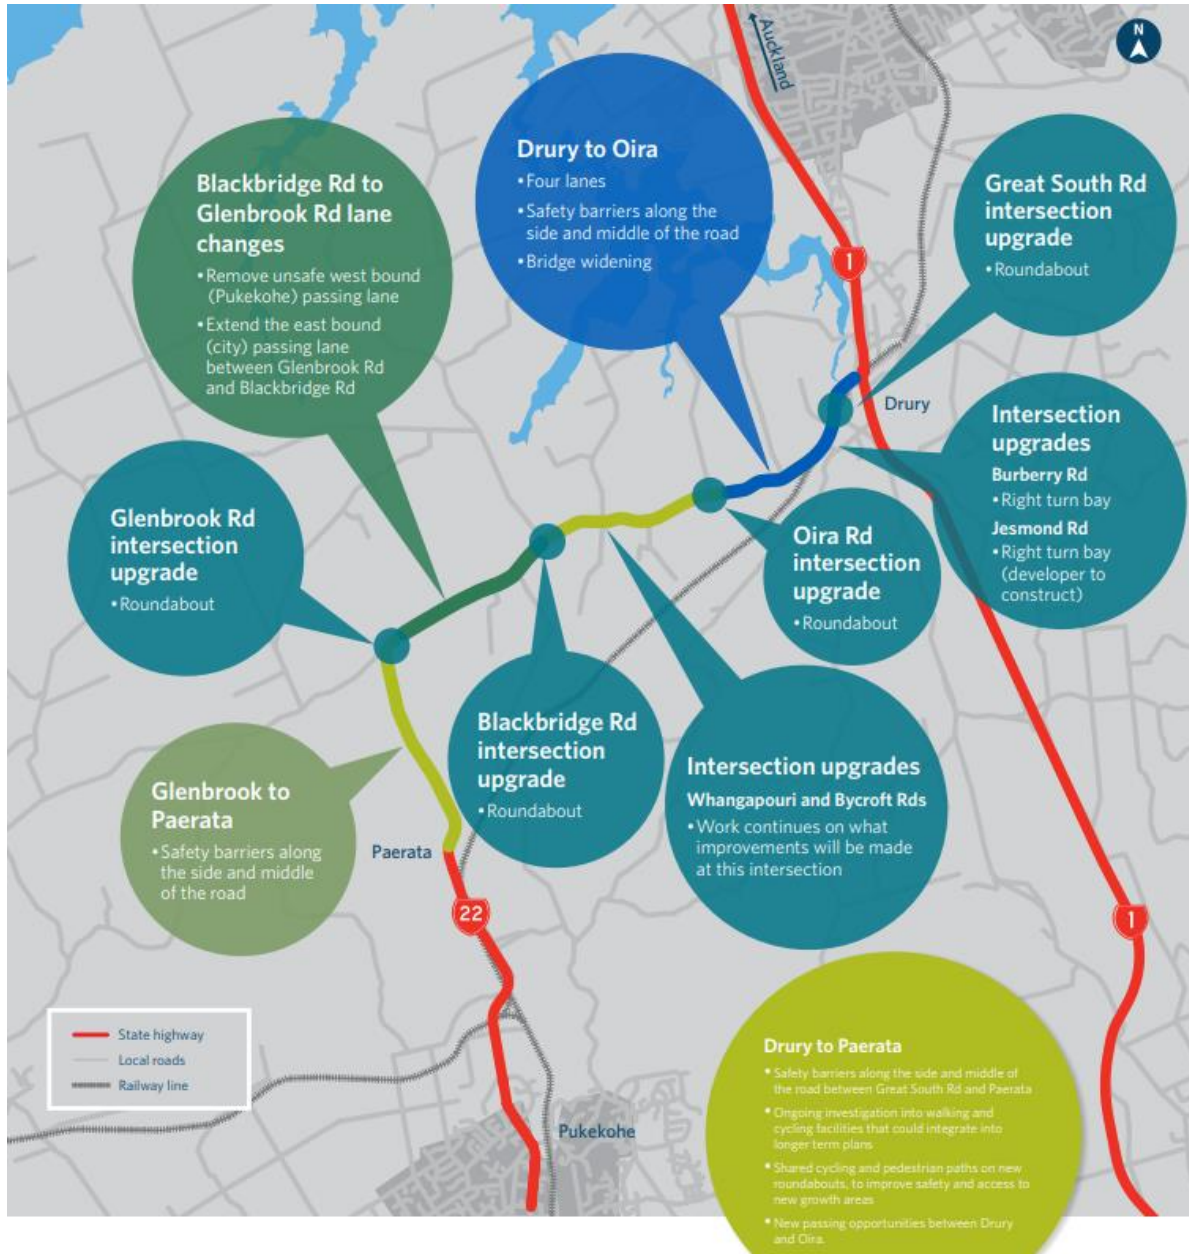 N
Auckland
Blackbridge Rd to
Glenbrook Rd lane
changes
• Remove unsafe west bound
(Pukekohe) passing lane
• Extend the east bound
(city) passing lane
between Glenbrook Rd
and Blackbridge Rd
Drury to Oira
• Four lanes
• Safety barriers along the
side and middle of the road
• Bridge widening
Great South Rd
intersection
upgrade
• Roundabout
1
Drury
Intersection
upgrades
Burberry Rd
• Right turn bay
Jesmond Rd
• Right turn bay
(developer to
construct)
Glenbrook Rd
intersection
upgrade
• Roundabout
Oira Rd
intersection
upgrade
• Roundabout
Blackbridge Rd
intersection
upgrade
• Roundabout
Intersection upgrades
Whangapouri and Bycroft Rds
• Work continues on what
improvements will be made
at this intersection
Glenbrook to
Paerata
• Safety barriers along
the side and middle
of the road
Paerata
22
1
State highway
Local roads
Railway line
Pukekohe
Drury to Paerata
• Safety barriers along the side and middle of
the road between Great South Rd and Paerata
• Ongoing investigation into walking and
cycling facilities that could integrate into
longer term plans
• Shared cycling and pedestrian paths on new
roundabouts, to improve safety and access to
new growth areas
• New passing opportunities between Drury
and Oira.